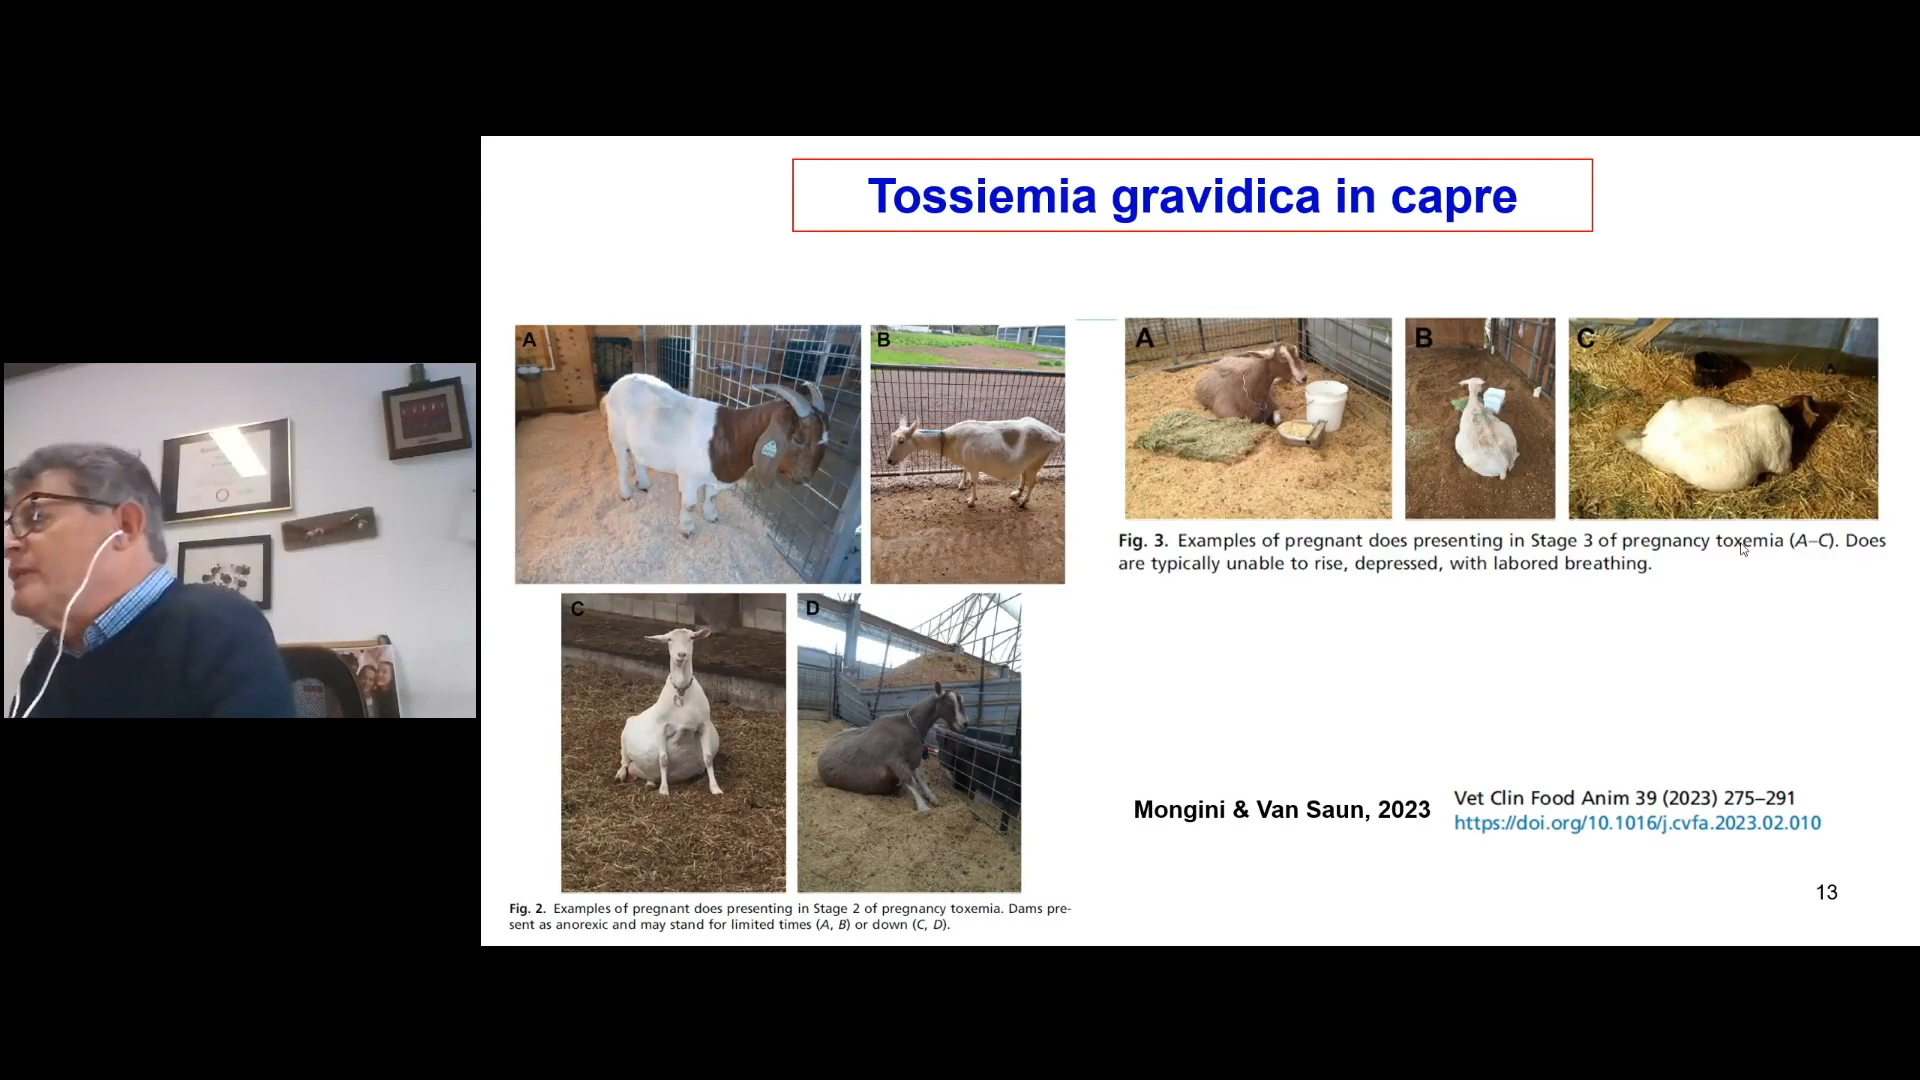 Tossiemia gravidica in capre
A
B
C
D
Fig. 2. Examples of pregnant does presenting in Stage 2 of pregnancy toxemia. Dams pre-
sent as anorexic and may stand for limited times (A, B) or down (C, D).
A
B
C
Fig. 3. Examples of pregnant does presenting in Stage 3 of pregnancy toxemia (A–C). Does
are typically unable to rise, depressed, with labored breathing.
Mongini & Van Saun, 2023
Vet Clin Food Anim 39 (2023) 275–291
https://doi.org/10.1016/j.cvfa.2023.02.010
13